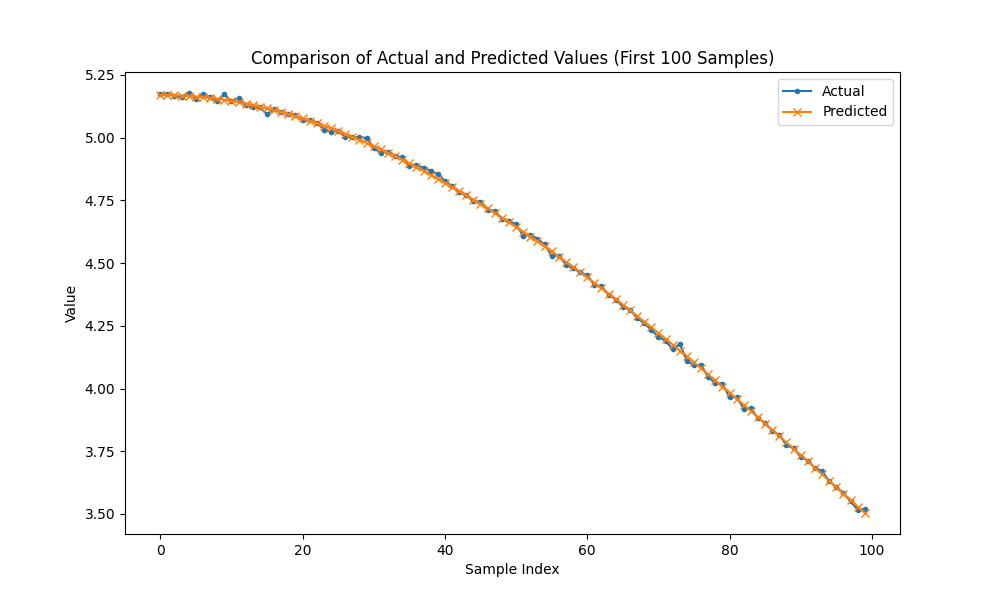 Comparison of Actual and Predicted Values (First 100 Samples)
5.25
5.00
4.75
4.50
4.25
4.00
3.75
3.50
Value
0
20
40
60
80
100
Sample Index
Actual
Predicted